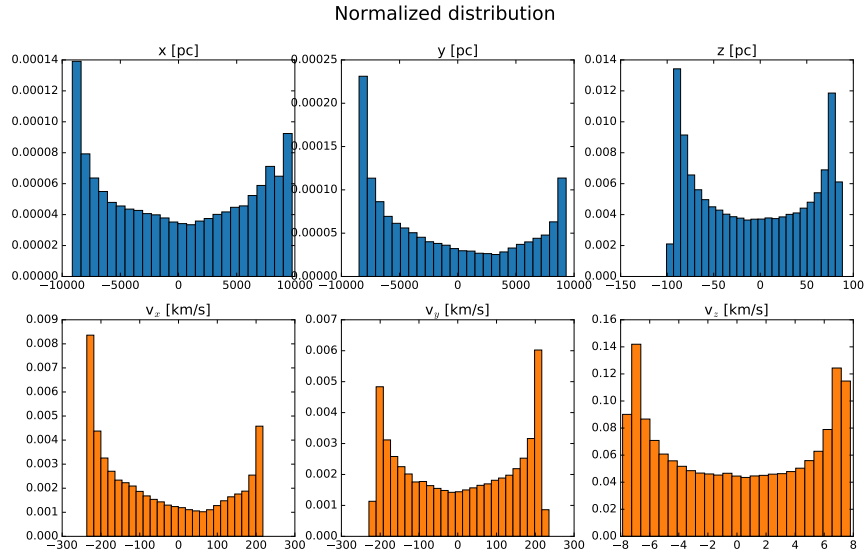 Normalized distribution
x [pc] y [pc] z [pc]
0.00014 0.00025 0.014
0.00012 0.00020 0.012
0.00010 0.00015 0.010
0.00008 0.00010 0.008
0.00006 0.00005 0.006
0.00004 0.00000 0.004
0.00002 0.002
0.00000 0.000
−10000 −5000 0 5000 10000 −10000 −5000 0 5000 10000 −150 −100 −50 0 50 100
v_x [km/s] v_y [km/s] v_z [km/s]
0.009 0.007 0.16
0.008 0.006 0.14
0.007 0.005 0.12
0.006 0.004 0.10
0.005 0.003 0.08
0.004 0.002 0.06
0.003 0.001 0.04
0.002 0.000 0.02
0.001 0.00
0.000
−300 −200 −100 0 100 200 300 −300 −200 −100 0 100 200 300 −8 −6 −4 −2 0 2 4 6 8